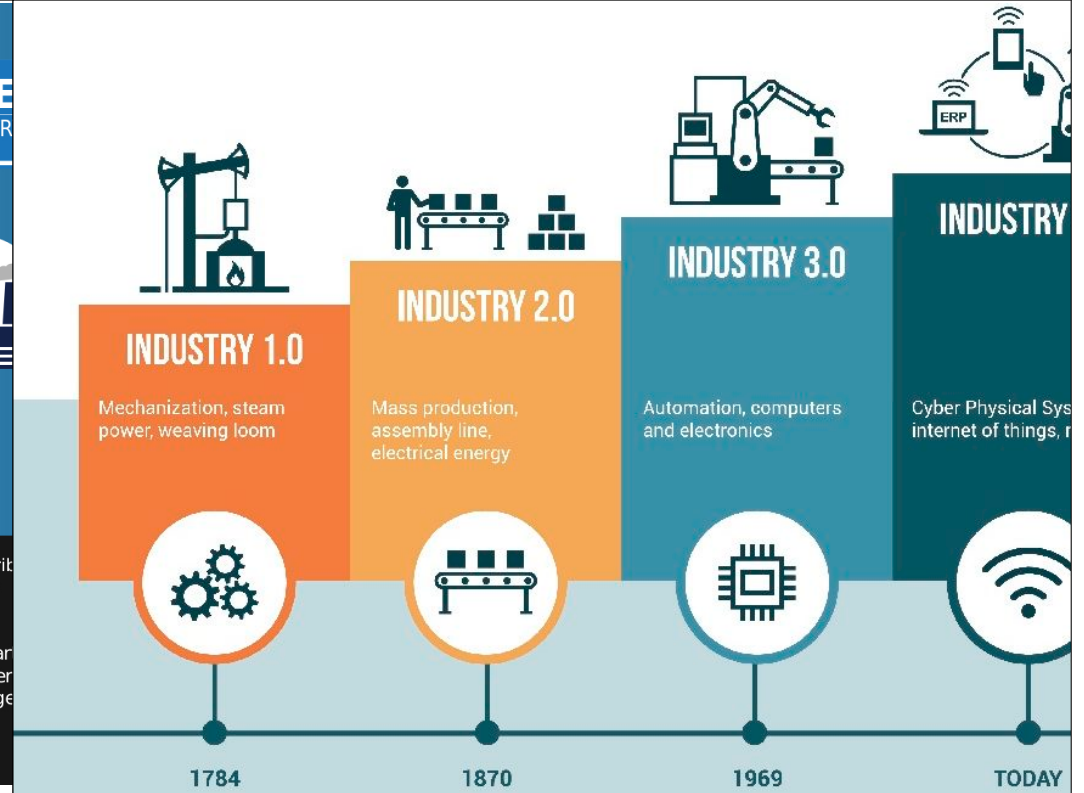 ERP
INDUSTRY
INDUSTRY 3.0
INDUSTRY 2.0
INDUSTRY 1.0
Mechanization, steam
power, weaving loom
Mass production,
assembly line,
electrical energy
Automation, computers
and electronics
Cyber Physical
internet of things,
1784
1870
1969
TODAY